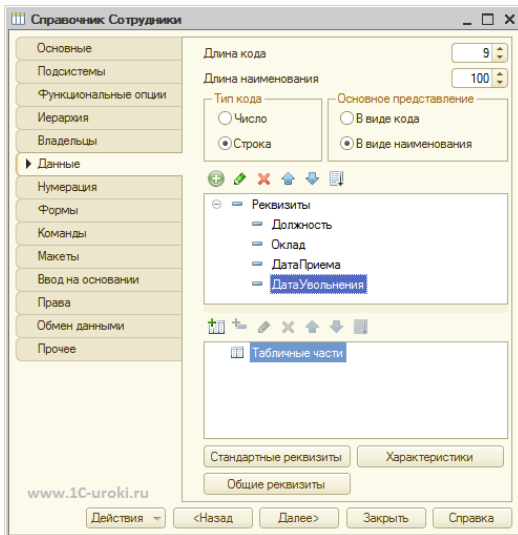 Справочник Сотрудники
Основные
Подсистемы
Функциональные опции
Иерархия
Владельцы
Данные
Нумерация
Формы
Команды
Макеты
Ввод на основании
Права
Обмен данными
Прочее
Длина кода 9
Длина наименования 100
Тип кода
Число
Строка
Основное представление
В виде кода
В виде наименования
Реквизиты
Должность
Оклад
ДатаПриема
ДатаУвольнения
Табличные части
Стандартные реквизиты Характеристики
Общие реквизиты
www.1C-uroki.ru
Действия <Назад Далее> Закрыть Справка